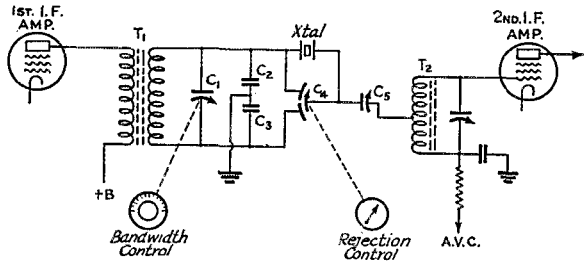 1ST. I.F.
AMP.
T1
Xtal
2ND. I.F.
AMP.
C1
C2
C3
C4
C5
T2
+B
Bandwidth
Control
Rejection
Control
A.V.C.